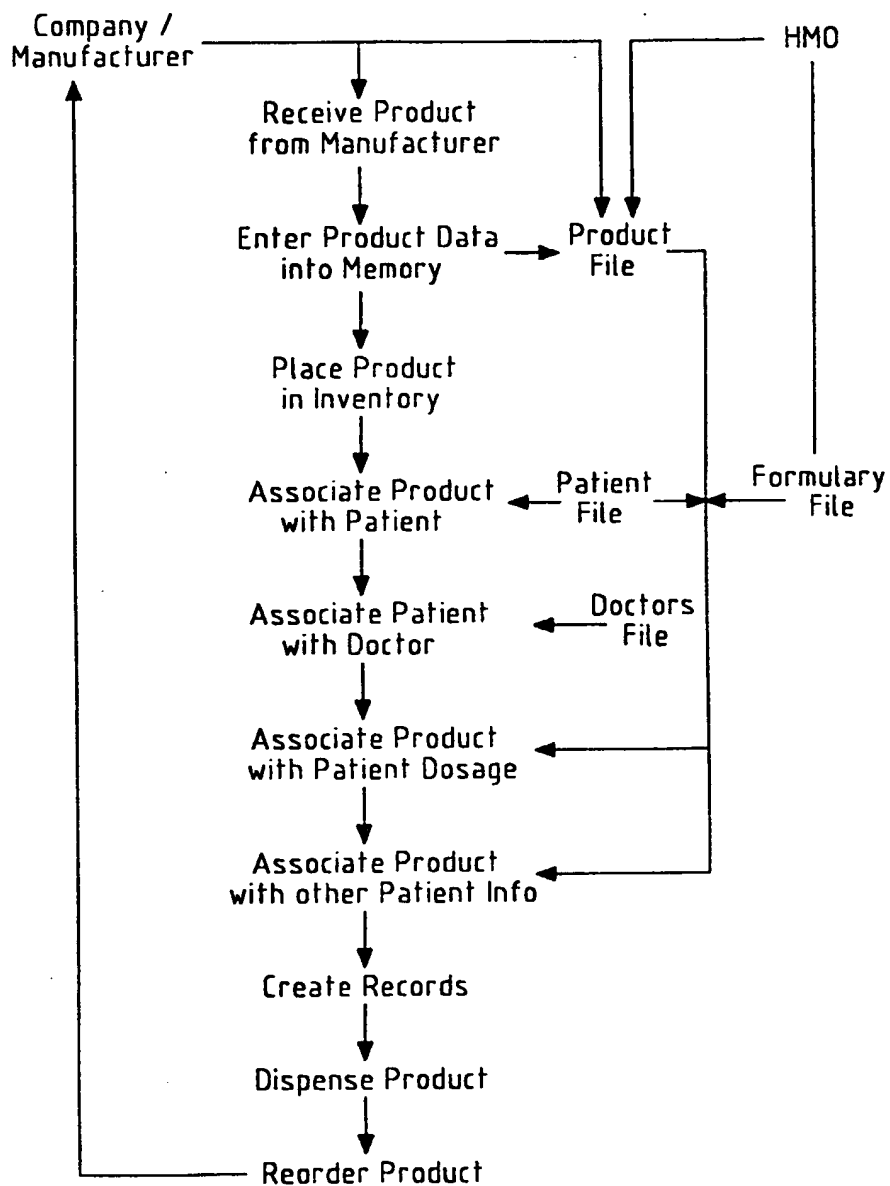 Company /
Manufacturer
HMO
Receive Product
from Manufacturer
Enter Product Data
into Memory
Product
File
Place Product
in Inventory
Associate Product
with Patient
Patient
File
Formulary
File
Associate Patient
with Doctor
Doctors
File
Associate Product
with Patient Dosage
Associate Product
with other Patient Info
Create Records
Dispense Product
Reorder Product